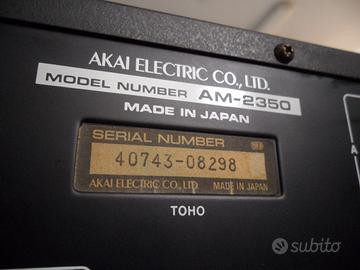 AKAI ELECTRIC CO., LTD.
MODEL NUMBER AM-2350
MADE IN JAPAN
SERIAL NUMBER
40743-08298
AKAI ELECTRIC CO., LTD. MADE IN JAPAN
TOHO
subito